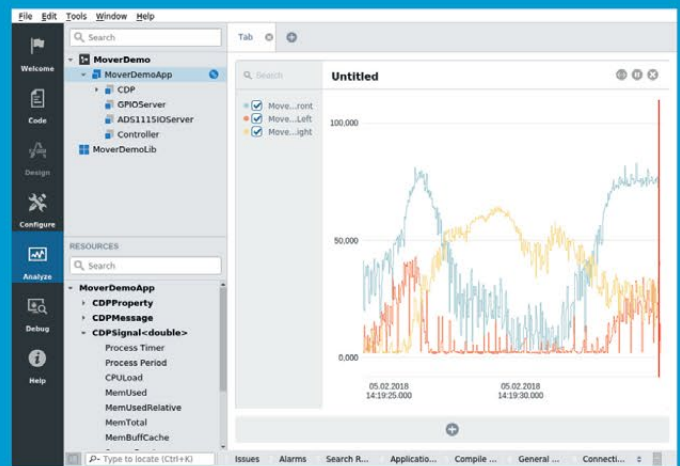 File Edit Tools Window Help
Welcome
Code
Design
Configure
Analyze
Debug
Help
Search
MoverDemo
MoverDemoApp
CDP
GPIOServer
ADS1115IOServer
Controller
MoverDemoLib
RESOURCES
Search
MoverDemoApp
CDPProperty
CDPMessage
CDPSignal<double>
Process Timer
Process Period
CPULoad
MemUsed
MemUsedRelative
MemTotal
MemBuffCache
Type to locate (Ctrl+K)
Tab
Search
Untitled
Move...ront
Move...Left
Move...ight
100,000
50,000
0,000
05.02.2018
14:19:25.000
05.02.2018
14:19:30.000
Issues Alarms Search R... Applicatio... Compile ... General ... Connecti...